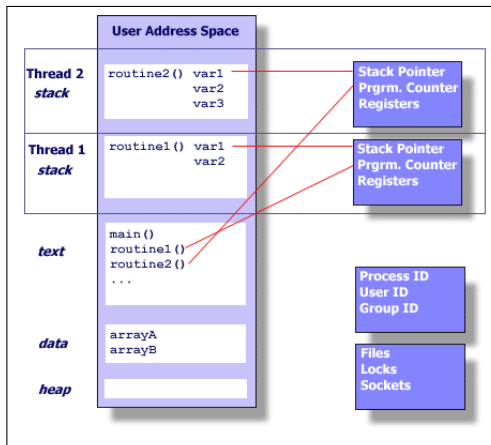 User Address Space
Thread 2
stack
routine2() var1
var2
var3
Stack Pointer
Prgrm. Counter
Registers
Thread 1
stack
routine1() var1
var2
Stack Pointer
Prgrm. Counter
Registers
text
main()
routine1()
routine2()
...
Process ID
User ID
Group ID
data
arrayA
arrayB
Files
Locks
Sockets
heap